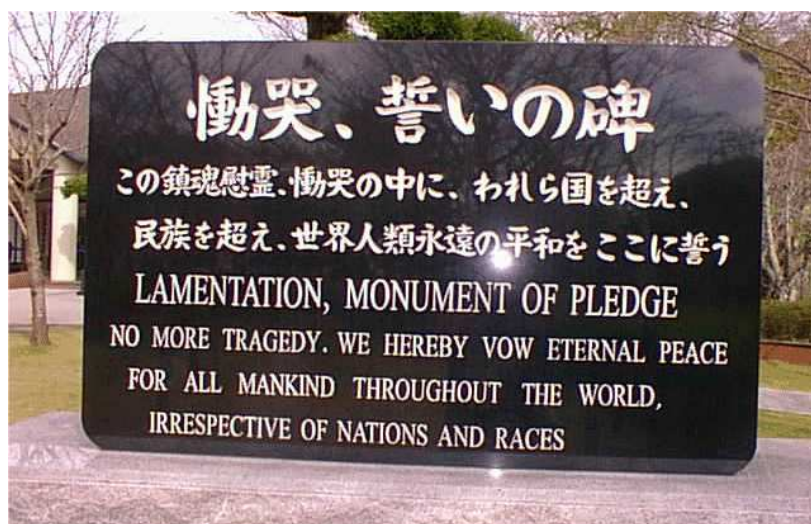 慟哭、誓いの碑
この鎮魂慰霊、慟哭の中に、われら国を超え、
民族を超え、世界人類永遠の平和をここに誓う
LAMENTATION, MONUMENT OF PLEDGE
NO MORE TRAGEDY. WE HEREBY VOW ETERNAL PEACE
FOR ALL MANKIND THROUGHOUT THE WORLD,
IRRESPECTIVE OF NATIONS AND RACES